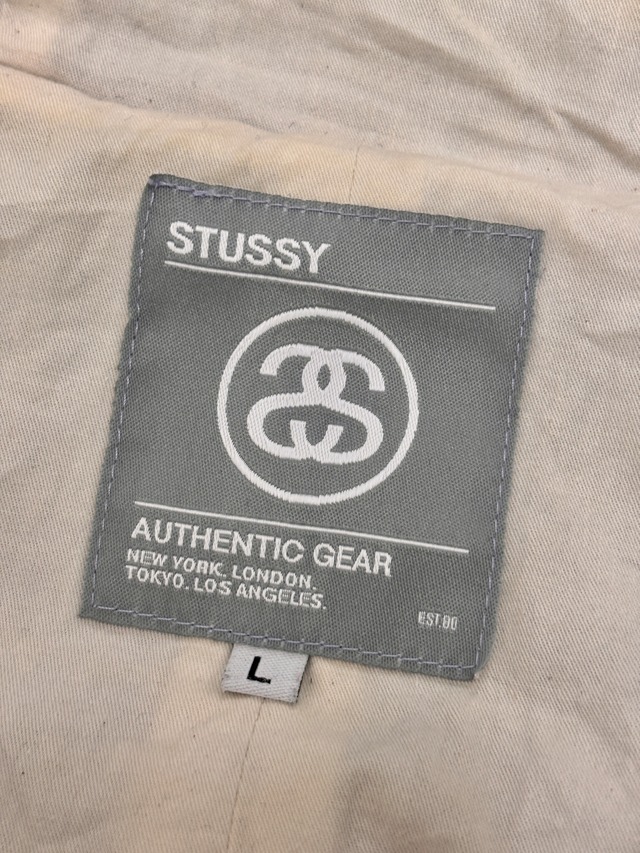 STUSSY
AUTHENTIC GEAR
NEW YORK. LONDON.
TOKYO. LOS ANGELES.
EST.80
L